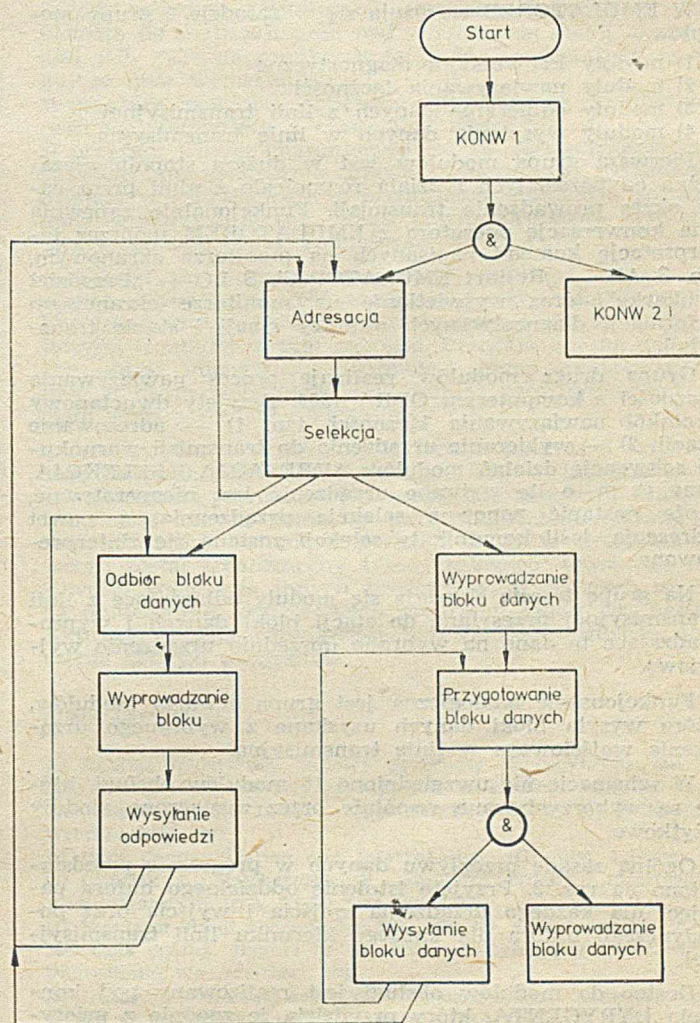 Start
KONW 1
&
Adresacja
KONW 2
Selekcja
Odbiór bloku
danych
Wyprowadzanie
bloku danych
Wyprowadzanie
bloku
Przygotowanie
bloku danych
Wysyłanie
odpowiedzi
&
Wysyłanie
bloku danych
Wprowadzanie
bloku danych